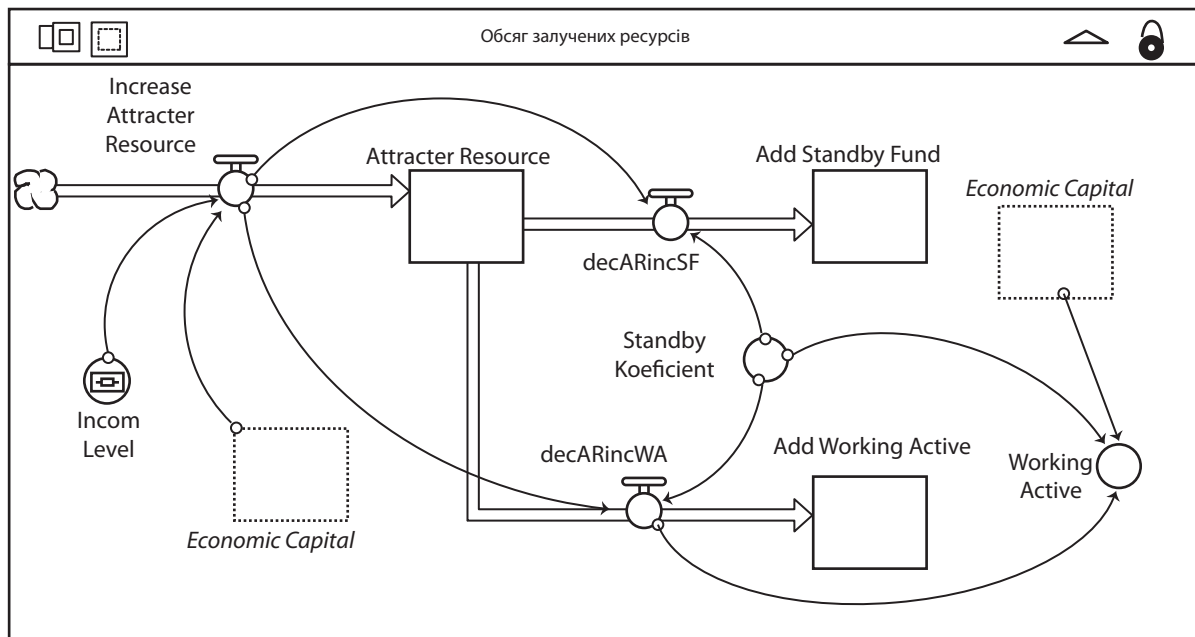 Обсяг залучених ресурсів
Increase
Attracter
Resource
Attracter Resource
Add Standby Fund
Economic Capital
decARincSF
Standby
Koeficient
Incom
Level
decARincWA
Add Working Active
Working
Active
Economic Capital